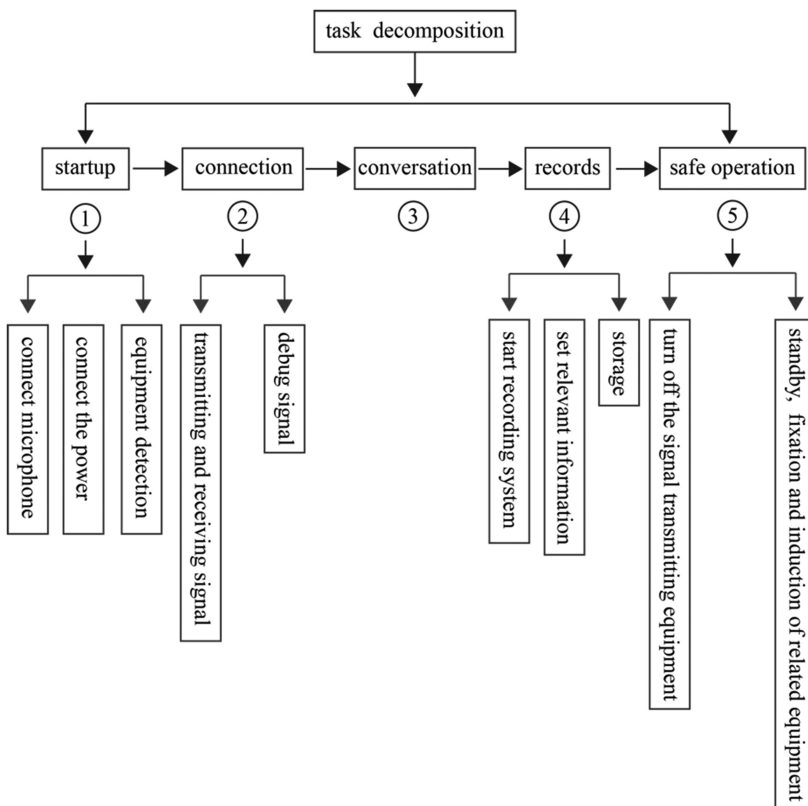 task decomposition
startup
connection
conversation
records
safe operation
1
2
3
4
5
connect microphone
connect the power
equipment detection
transmitting and receiving signal
debug signal
start recording system
set relevant information
storage
turn off the signal transmitting equipment
standby, fixation and induction of related equipment